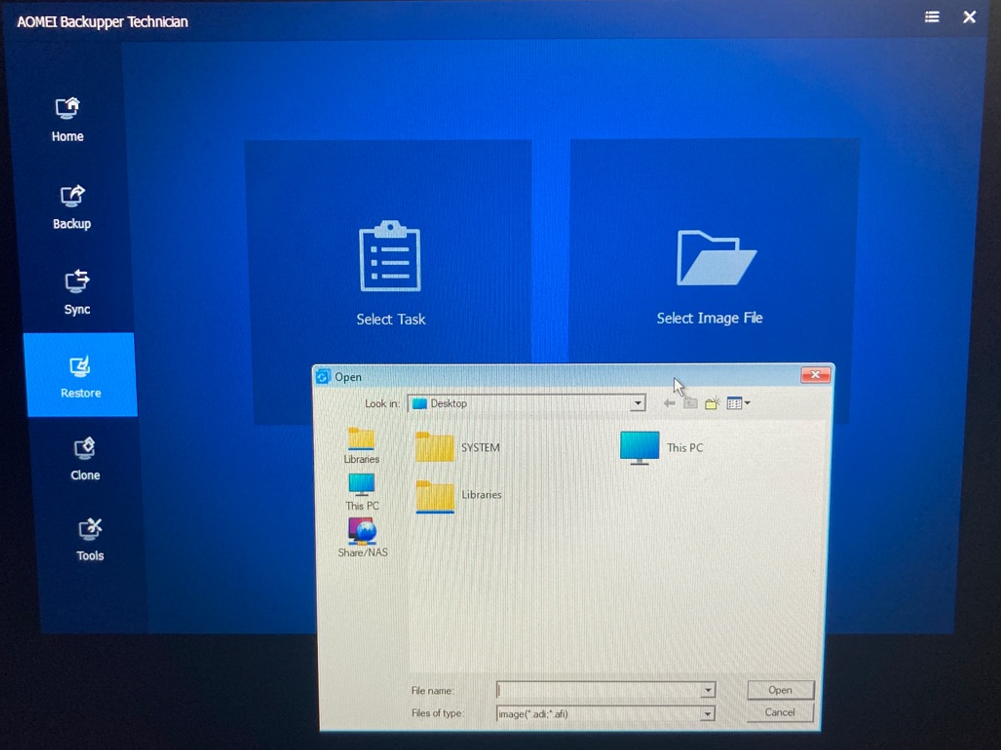 AOMEI Backupper Technician
Home
Backup
Sync
Restore
Clone
Tools
Select Task
Select Image File
Open
Look in:
Desktop
Libraries
This PC
Share/NAS
SYSTEM
This PC
Libraries
File name:
Open
Files of type:
image(*.adi;*.afi)
Cancel